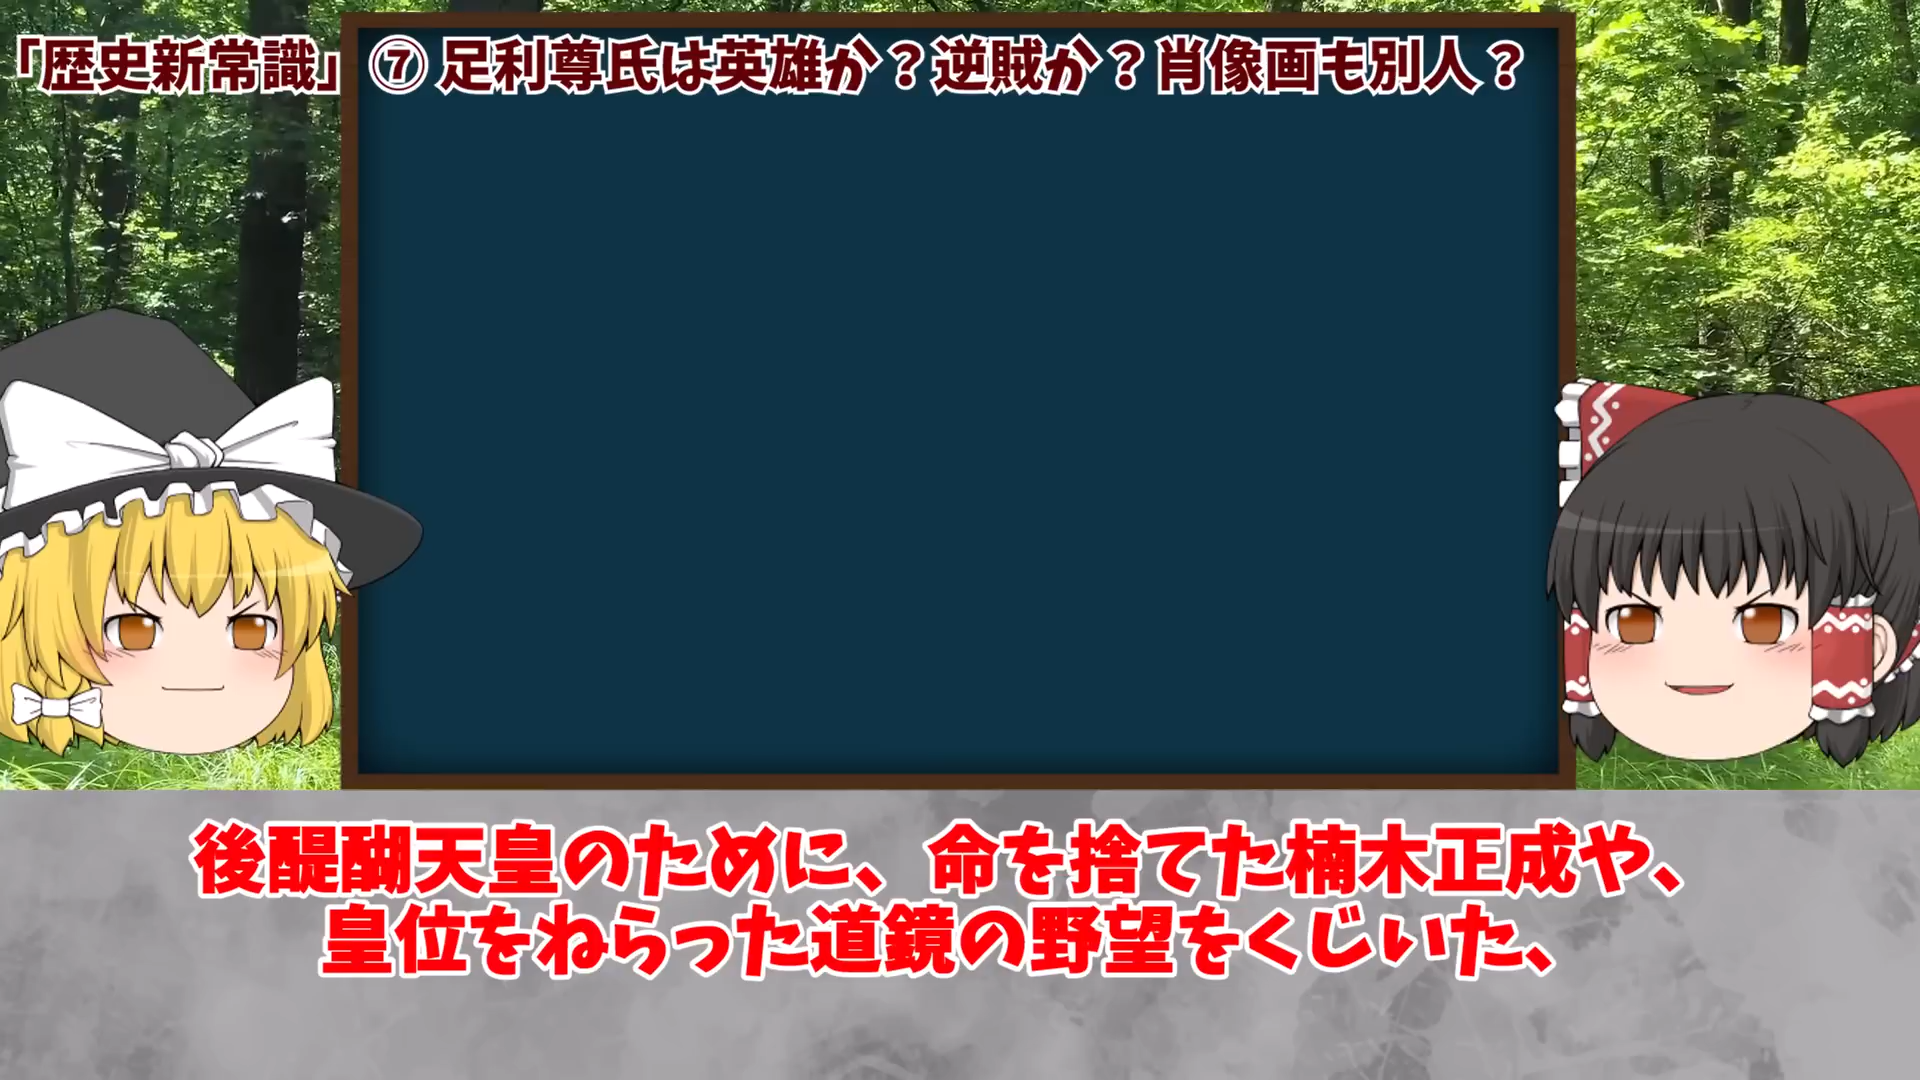 「歴史新常識」⑦ 足利尊氏は英雄か？逆賊か？肖像画も別人？
後醍醐天皇のために、命を捨てた楠木正成や、
皇位をねらった道鏡の野望をくじいた、